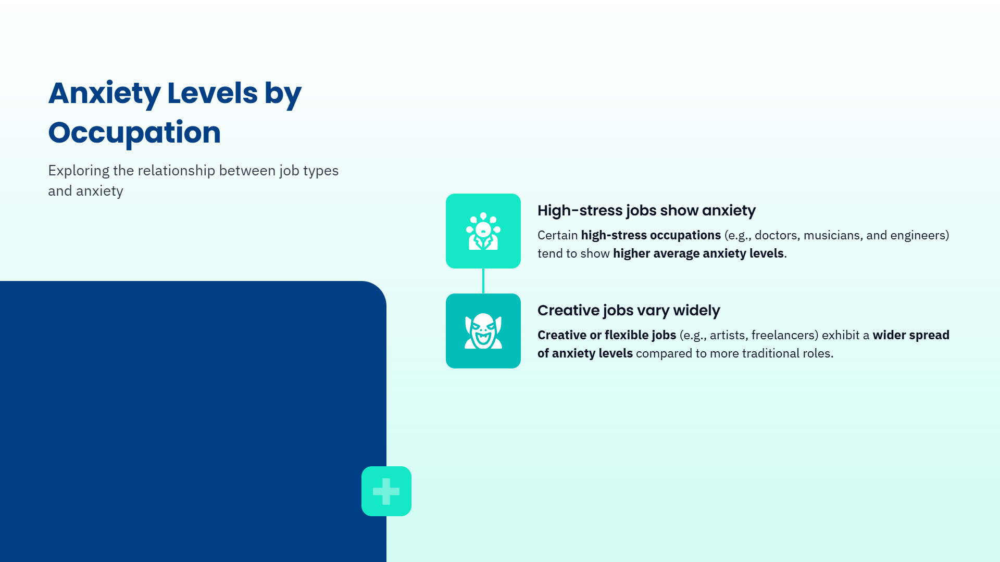 Anxiety Levels by
Occupation
Exploring the relationship between job types
and anxiety
High-stress jobs show anxiety
Certain high-stress occupations (e.g., doctors, musicians, and engineers)
tend to show higher average anxiety levels.
Creative jobs vary widely
Creative or flexible jobs (e.g., artists, freelancers) exhibit a wider spread
of anxiety levels compared to more traditional roles.